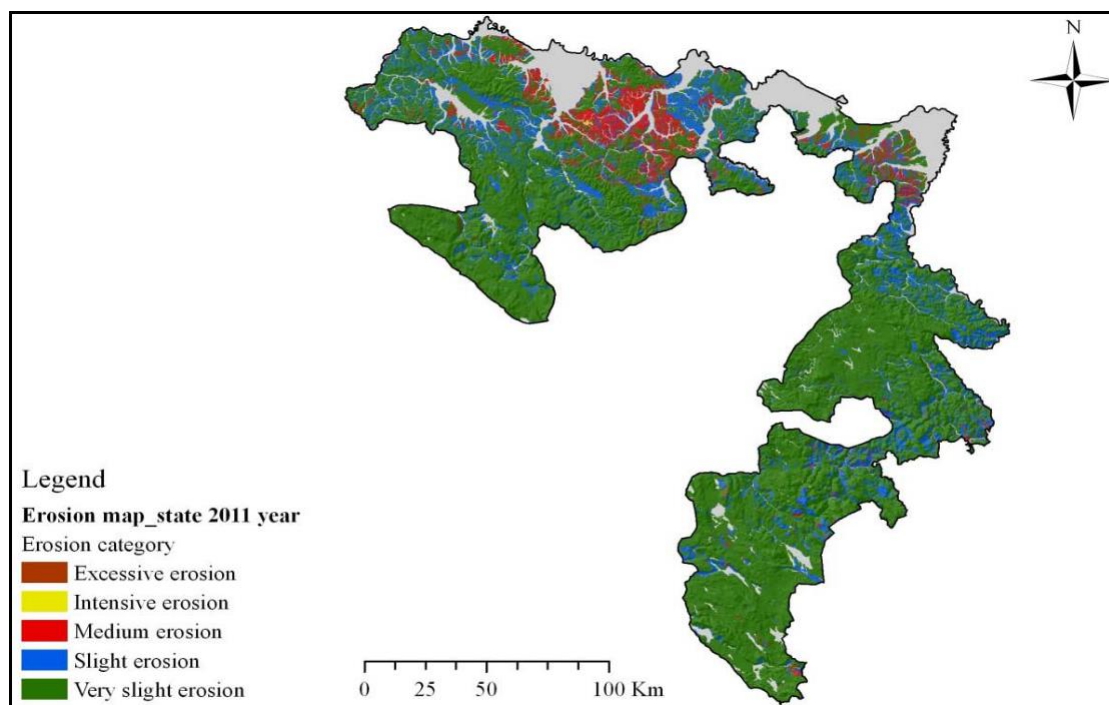 N
Legend
Erosion map_state 2011 year
Erosion category
Excessive erosion
Intensive erosion
Medium erosion
Slight erosion
Very slight erosion
0 25 50 100 Km